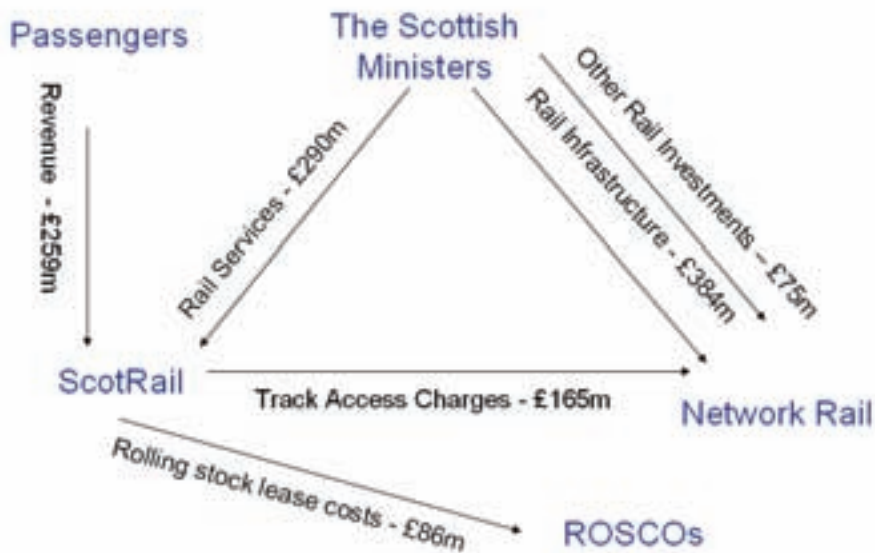 Passengers
The Scottish
Ministers
Revenue - £259m
Rail Services - £290m
Rail Infrastructure - £384m
Other Rail Investments – £75m
ScotRail
Track Access Charges - £165m
Network Rail
Rolling stock lease costs - £86m
ROSCOs